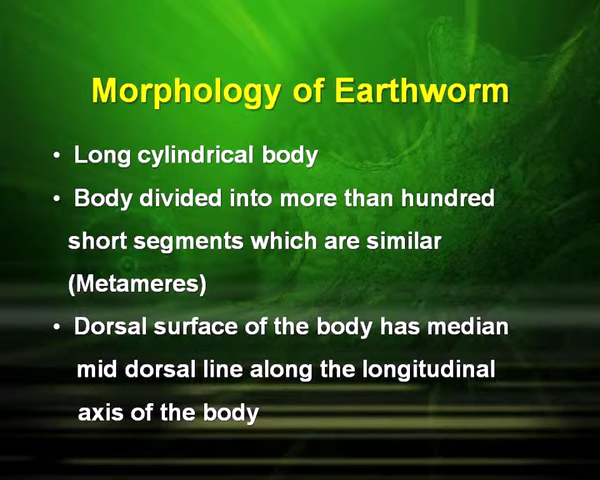 Morphology of Earthworm
• Long cylindrical body
• Body divided into more than hundred
short segments which are similar
(Metameres)
• Dorsal surface of the body has median
mid dorsal line along the longitudinal
axis of the body